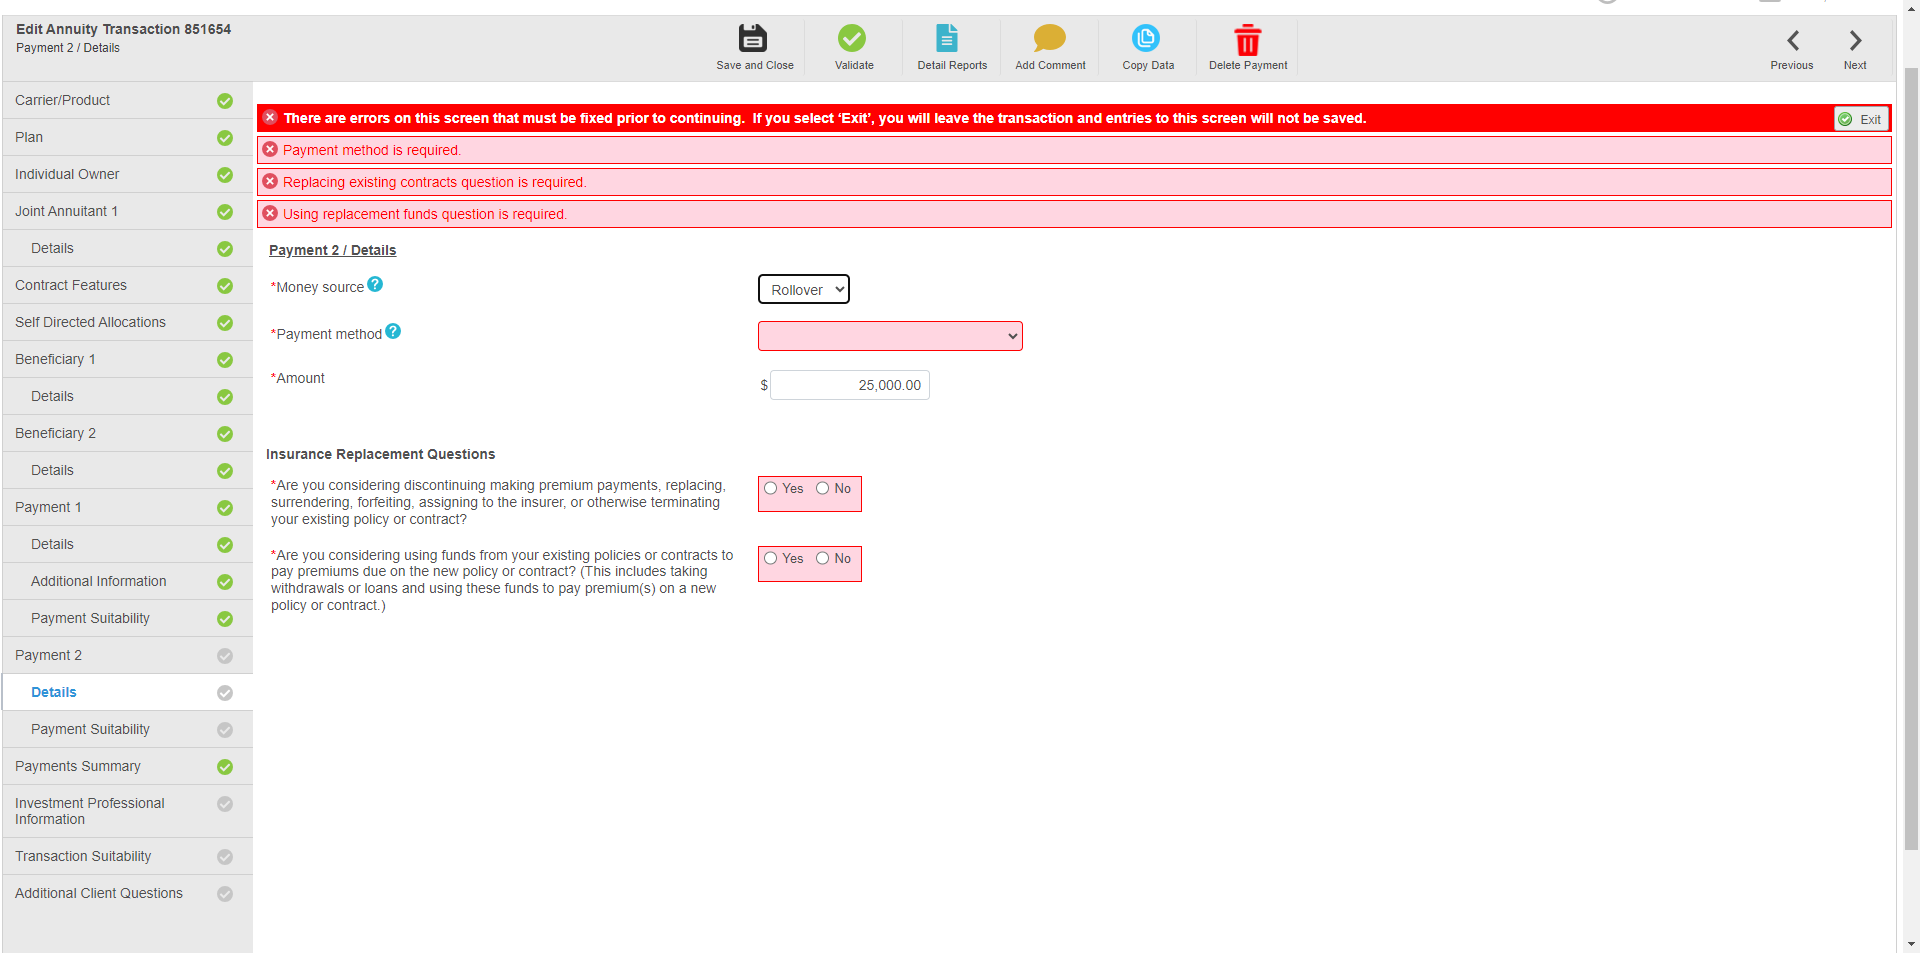 Edit Annuity Transaction 851654
Payment 2 / Details
Save and Close
Validate
Detail Reports
Add Comment
Copy Data
Delete Payment
Previous
Next
Carrier/Product
Plan
Individual Owner
Joint Annuitant 1
Details
Contract Features
Self Directed Allocations
Beneficiary 1
Details
Beneficiary 2
Details
Payment 1
Details
Additional Information
Payment Suitability
Payment 2
Details
Payment Suitability
Payments Summary
Investment Professional
Information
Transaction Suitability
Additional Client Questions
There are errors on this screen that must be fixed prior to continuing.  If you select ‘Exit’, you will leave the transaction and entries to this screen will not be saved.
Exit
Payment method is required.
Replacing existing contracts question is required.
Using replacement funds question is required.
Payment 2 / Details
*Money source ?
Rollover
*Payment method ?
*Amount
$ 25,000.00
Insurance Replacement Questions
*Are you considering discontinuing making premium payments, replacing,
surrendering, forfeiting, assigning to the insurer, or otherwise terminating
your existing policy or contract?
Yes No
*Are you considering using funds from your existing policies or contracts to
pay premiums due on the new policy or contract? (This includes taking
withdrawals or loans and using these funds to pay premium(s) on a new
policy or contract.)
Yes No